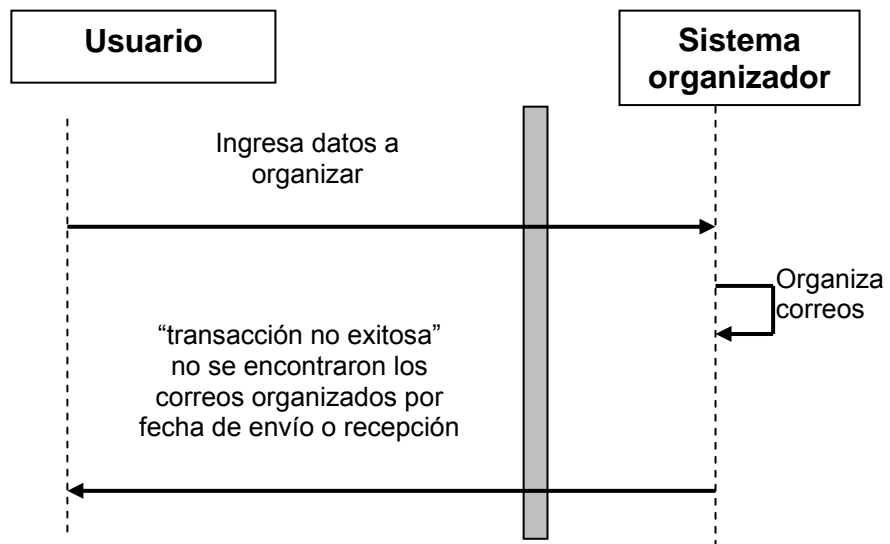 Usuario
Sistema
organizador
Ingresa datos a
organizar
Organiza
correos
“transacción no exitosa”
no se encontraron los
correos organizados por
fecha de envío o recepción